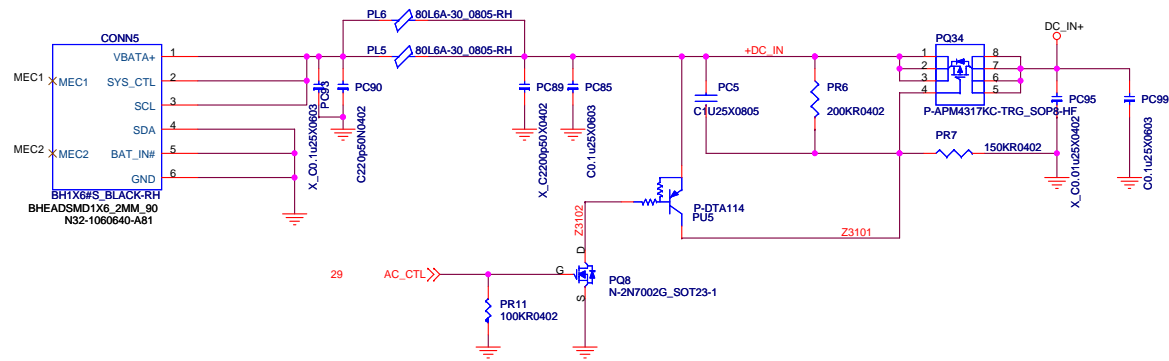 PL6 80L6A-30_0805-RH
DC_IN+
CONN5
PL5 80L6A-30_0805-RH
+DC_IN
PQ34
VBATA+ 1
MEC1 MEC1 SYS_CTL 2
SCL 3
SDA 4
MEC2 MEC2 BAT_IN# 5
GND 6
BH1X6#S_BLACK-RH
BHEADSMD1X6_2MM_90
N32-1060640-A81
PC93
X_C0.1u25X0603
PC90
C220p50N0402
PC89
X_C2200p50X0402
PC85
C0.1u25X0603
PC5
C1U25X0805
PR6
200KR0402
1 8
2 7
3 6
4 5
P-APM4317KC-TRG_SOP8-HF
PC95
X_C0.01u25X0402
PC99
C0.1u25X0603
PR7
150KR0402
P-DTA114
PU5
Z3102
Z3101
29 AC_CTL
G
D
S
PQ8
N-2N7002G_SOT23-1
PR11
100KR0402